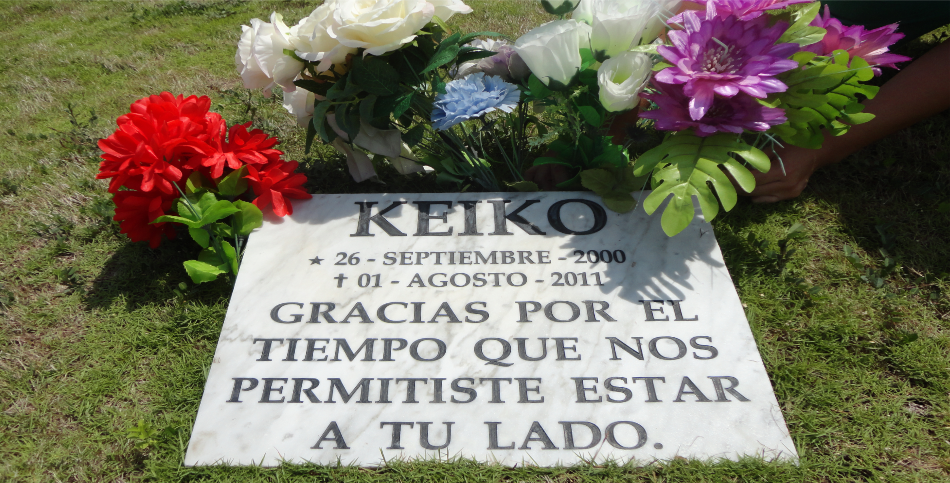 KEIKO
★ 26 - SEPTIEMBRE - 2000
✝ 01 - AGOSTO - 2011
GRACIAS POR EL
TIEMPO QUE NOS
PERMITISTE ESTAR
A TU LADO.